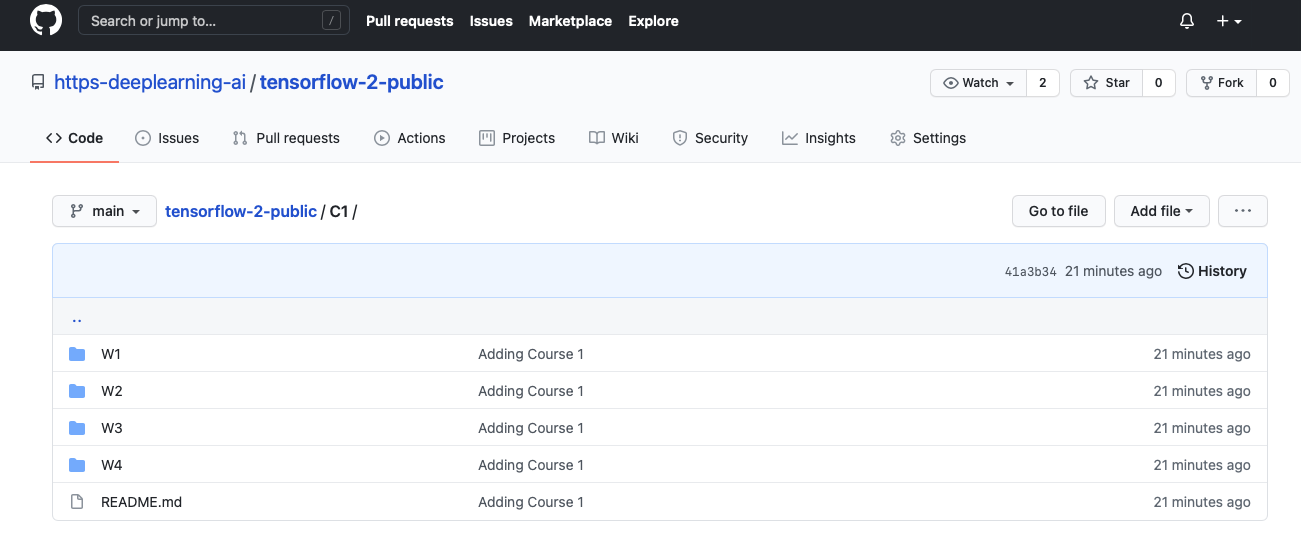 Search or jump to… / Pull requests Issues Marketplace Explore
https-deeplearning-ai / tensorflow-2-public Watch 2 Star 0 Fork 0
Code Issues Pull requests Actions Projects Wiki Security Insights Settings
main tensorflow-2-public / C1 / Go to file Add file ···
41a3b34 21 minutes ago History
..
W1 Adding Course 1 21 minutes ago
W2 Adding Course 1 21 minutes ago
W3 Adding Course 1 21 minutes ago
W4 Adding Course 1 21 minutes ago
README.md Adding Course 1 21 minutes ago